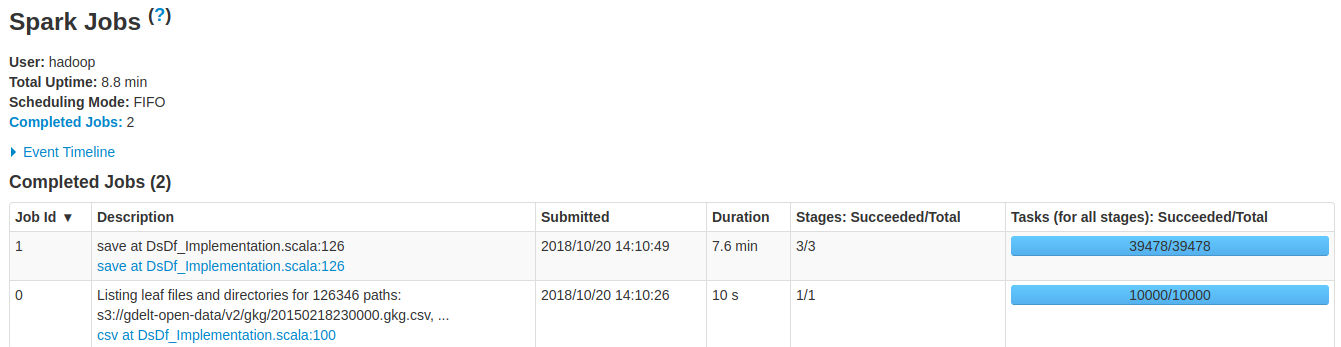 Spark Jobs (?)
User: hadoop
Total Uptime: 8.8 min
Scheduling Mode: FIFO
Completed Jobs: 2
Event Timeline
Completed Jobs (2)
Job Id ▼ Description Submitted Duration Stages: Succeeded/Total Tasks (for all stages): Succeeded/Total
1 save at DsDf_Implementation.scala:126 2018/10/20 14:10:49 7.6 min 3/3 39478/39478
save at DsDf_Implementation.scala:126
0 Listing leaf files and directories for 126346 paths: 2018/10/20 14:10:26 10 s 1/1 10000/10000
s3://gdelt-open-data/v2/gkg/20150218230000.gkg.csv, ...
csv at DsDf_Implementation.scala:100